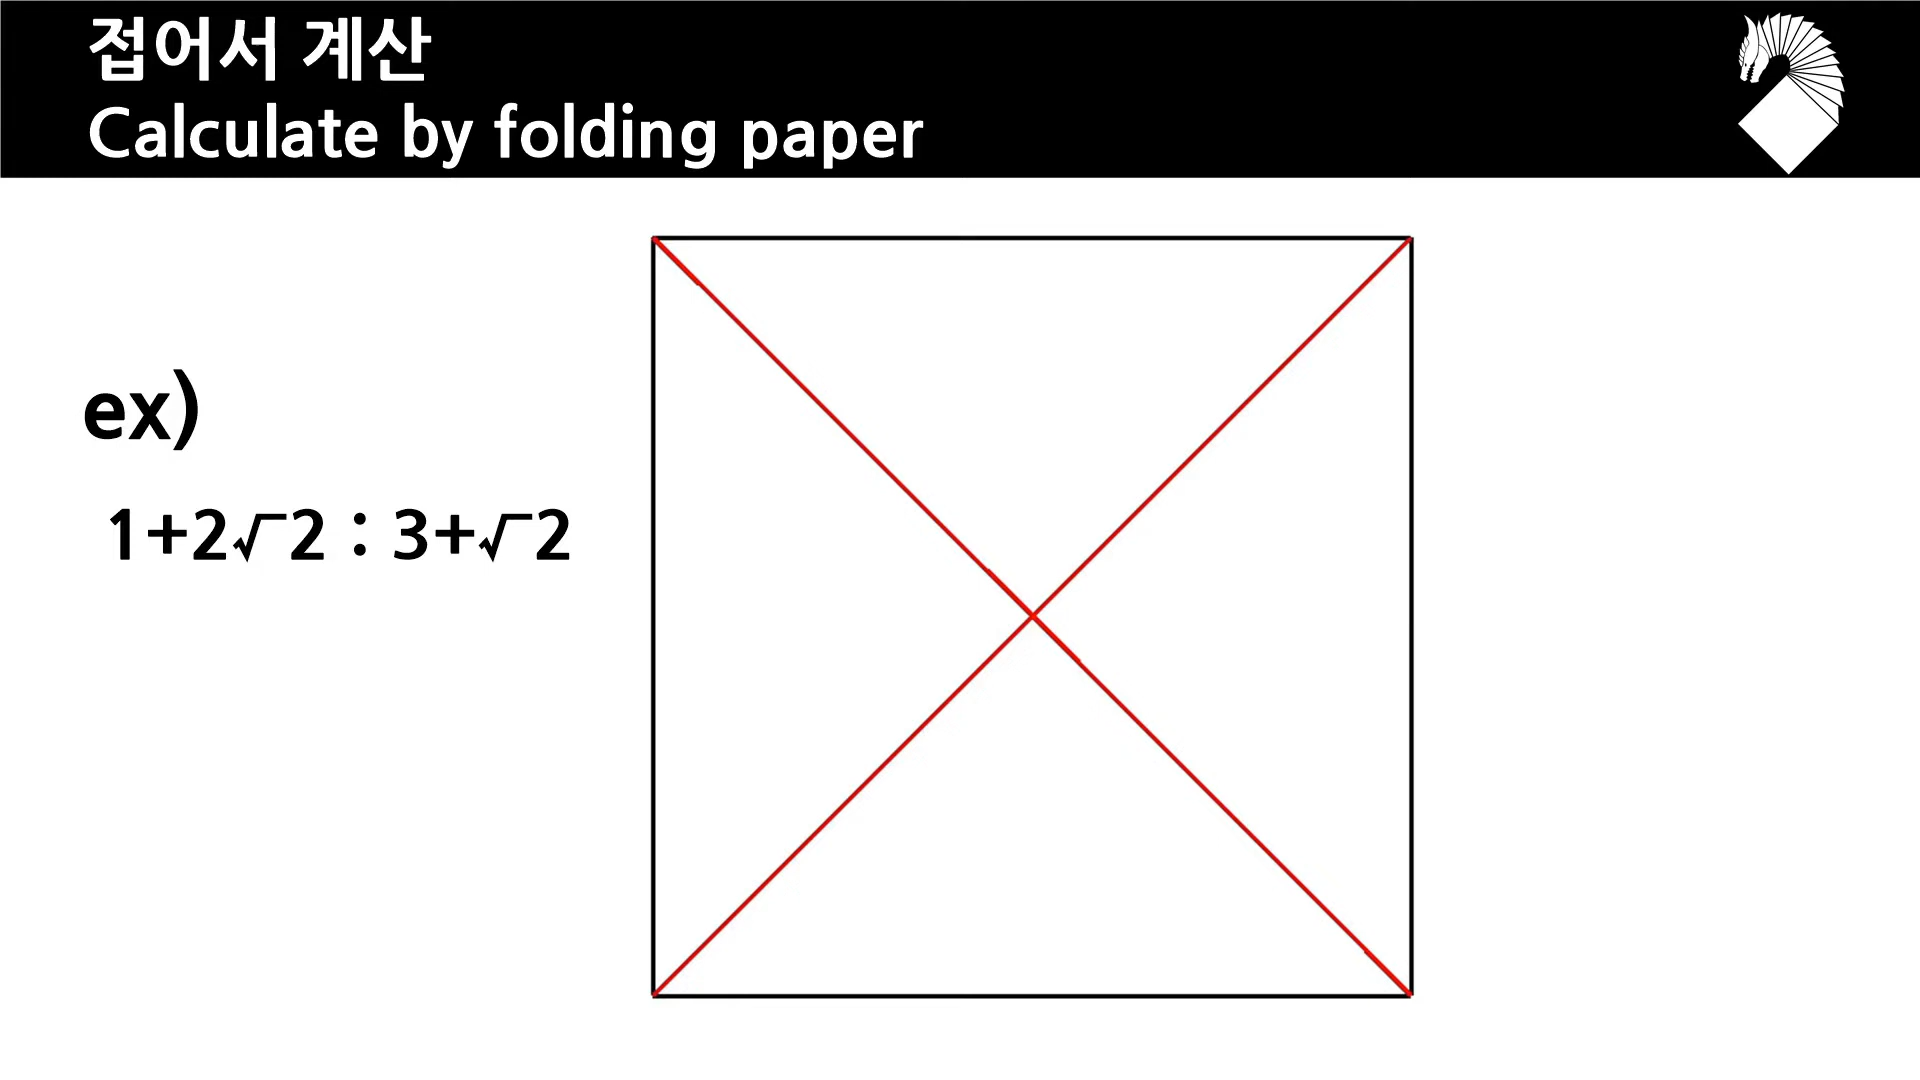 접어서 계산
Calculate by folding paper
ex)
1+2√2 : 3+√2